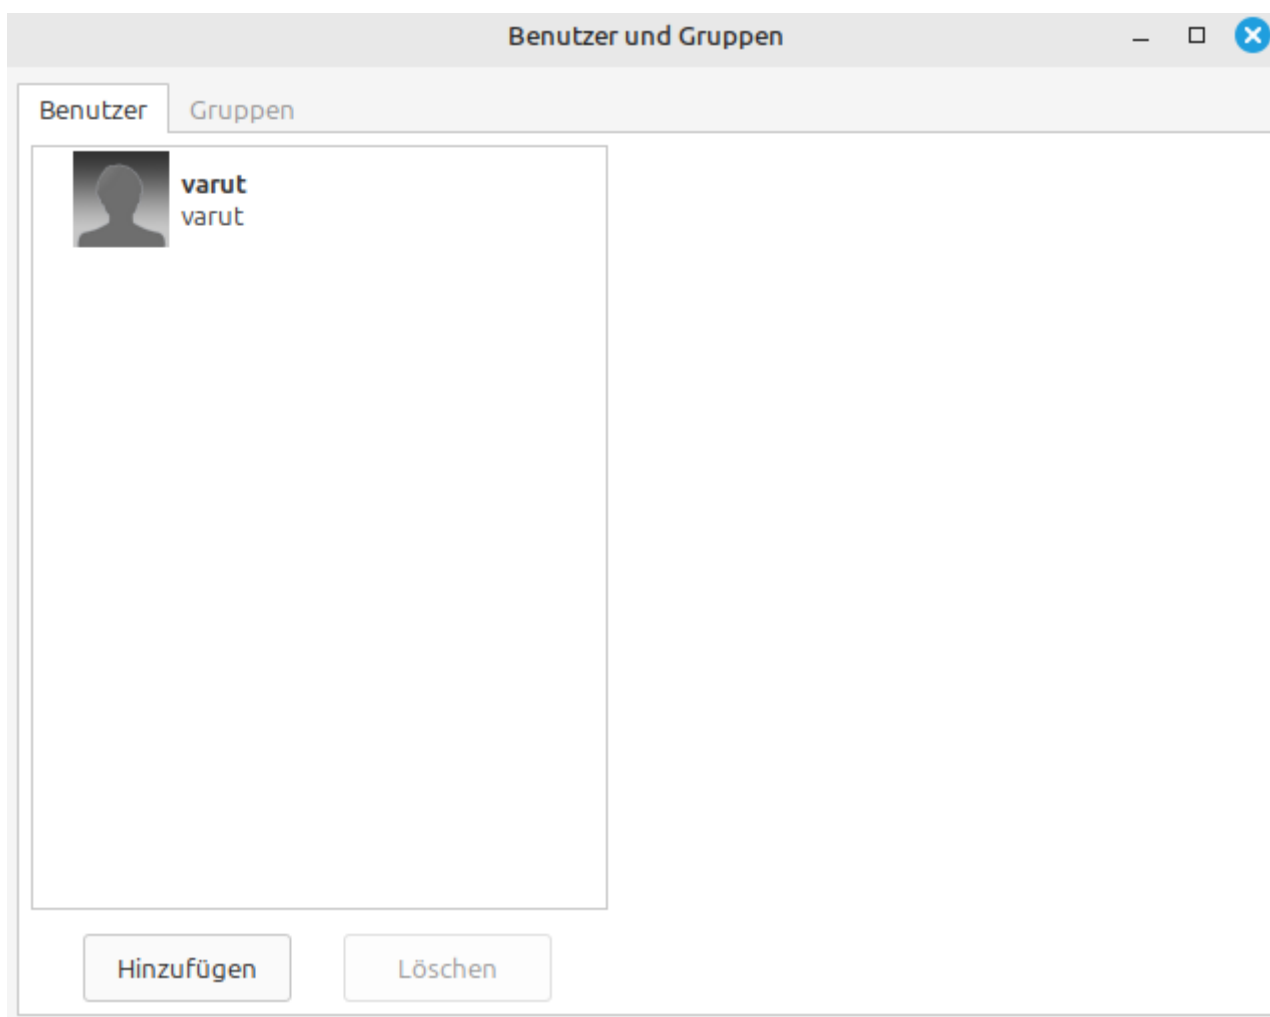 Benutzer und Gruppen
Benutzer Gruppen
varut
varut
Hinzufügen Löschen